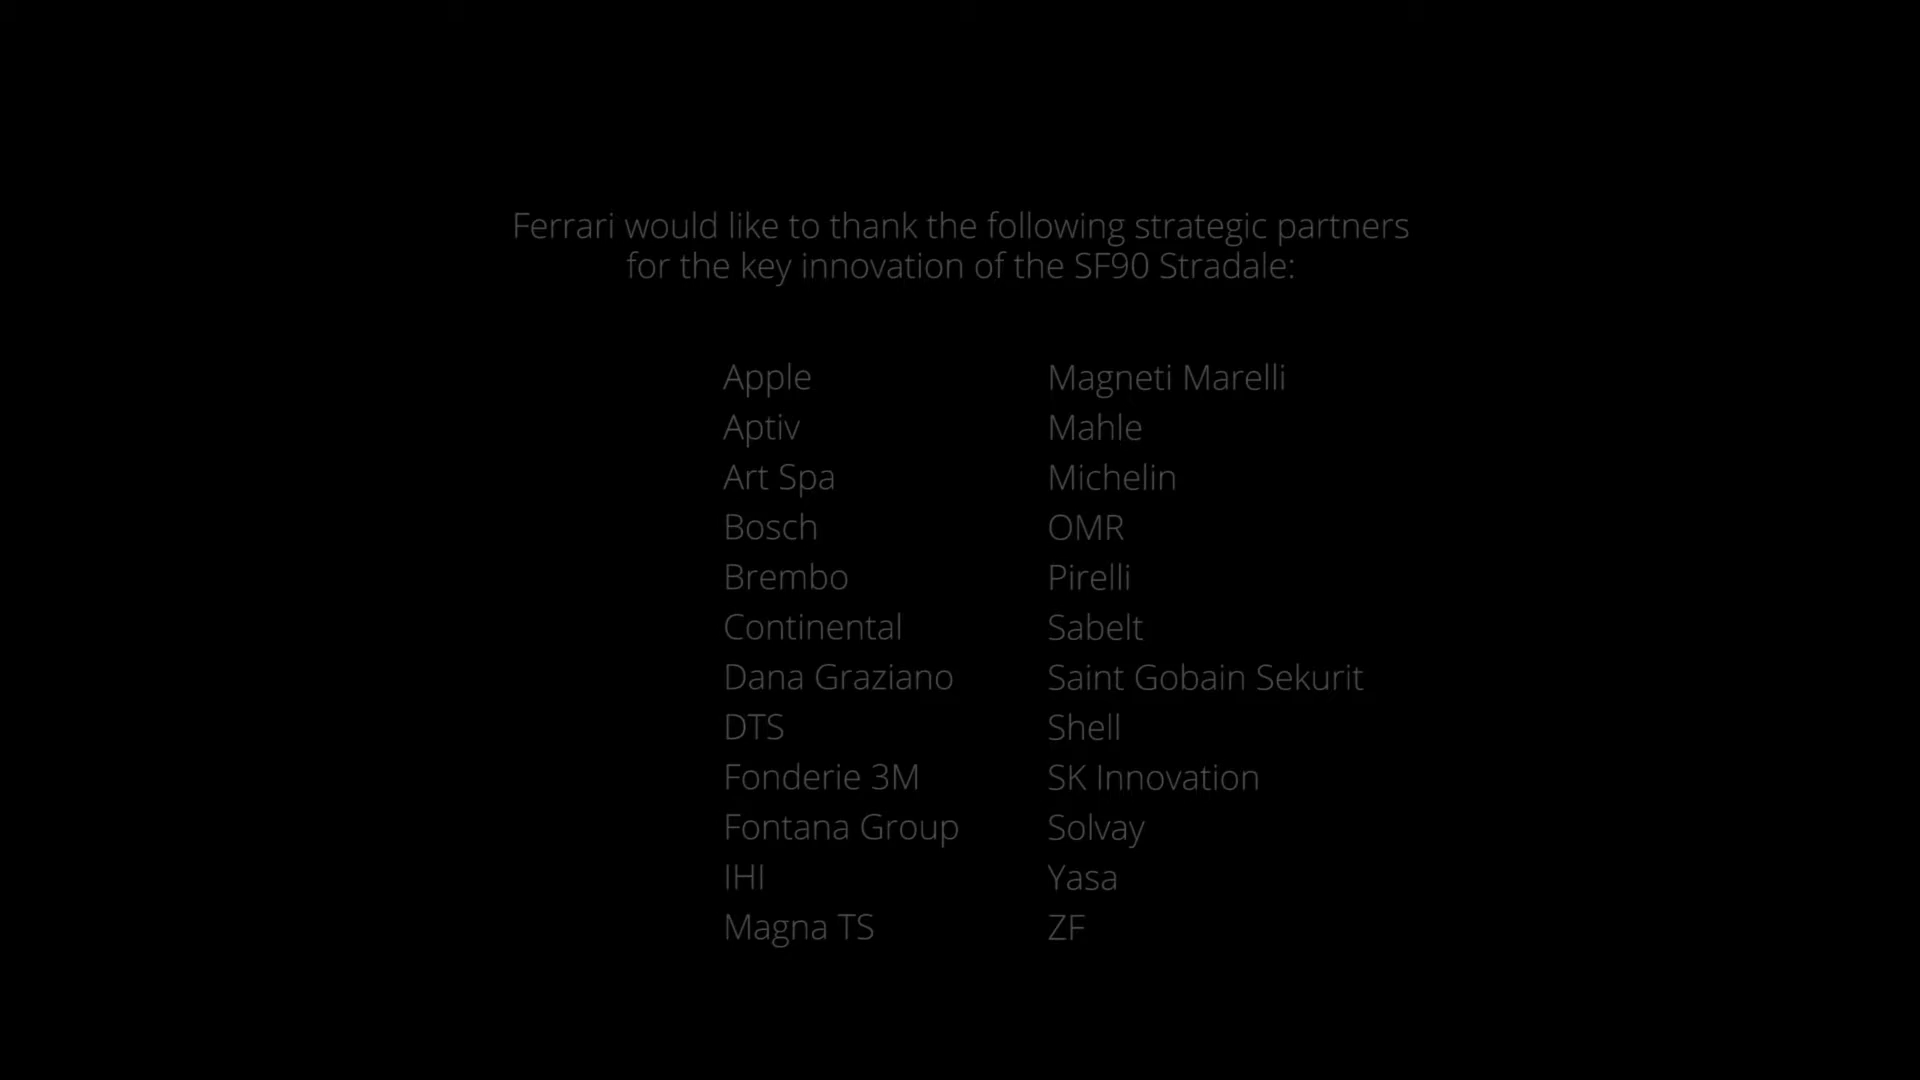 Ferrari would like to thank the following strategic partners
for the key innovation of the SF90 Stradale:
Apple
Aptiv
Art Spa
Bosch
Brembo
Continental
Dana Graziano
DTS
Fonderie 3M
Fontana Group
IHI
Magna TS
Magneti Marelli
Mahle
Michelin
OMR
Pirelli
Sabelt
Saint Gobain Sekurit
Shell
SK Innovation
Solvay
Yasa
ZF